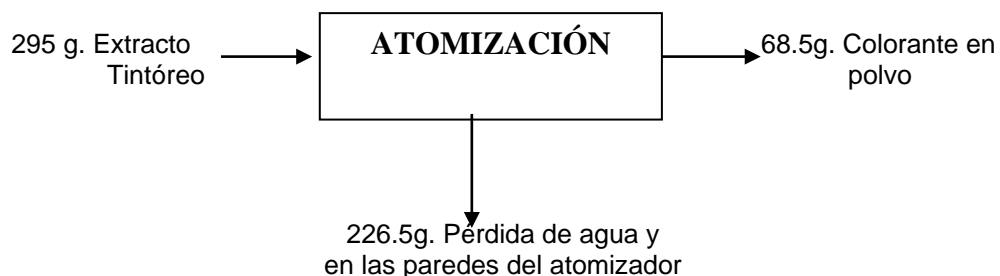 295 g. Extracto
Tintóreo
ATOMIZACIÓN
68.5g. Colorante en
polvo
226.5g. Pérdida de agua y
en las paredes del atomizador